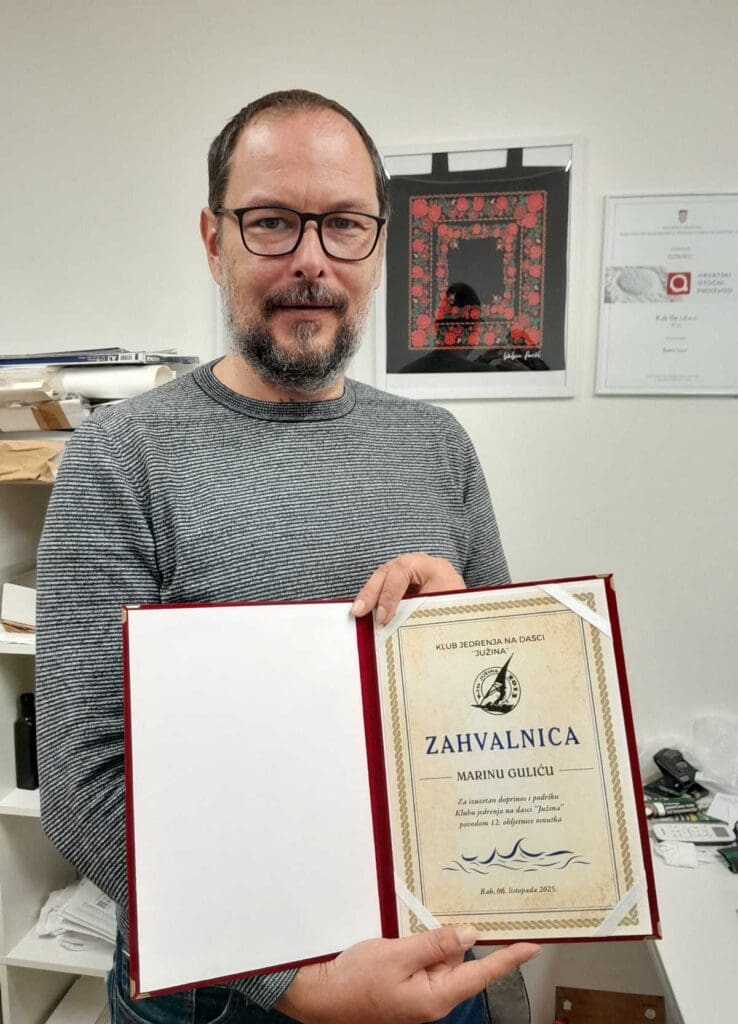 HRVATSKI
OTOČNI
PROIZVOD
KLUB JEDRENJA NA DASCI
"JUŽINA"
2013
ZAHVALNICA
MARINU GULIĆU
Za izuzetan doprinos i podršku
Klubu jedrenja na dasci "Južina"
povodom 12. obljetnice osnutka
Rab, 06. listopada 2025.